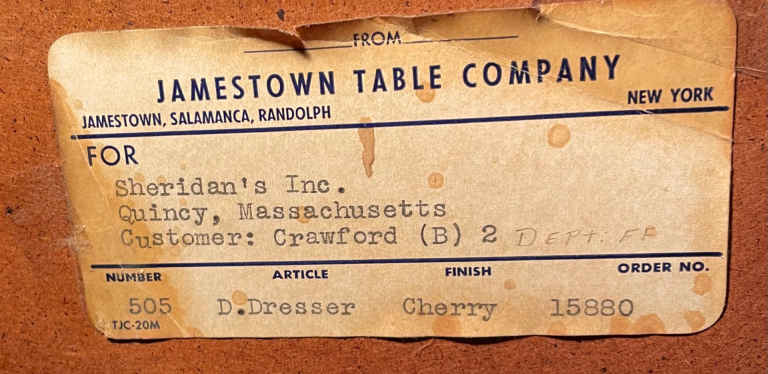 FROM
JAMESTOWN TABLE COMPANY
JAMESTOWN, SALAMANCA, RANDOLPH NEW YORK
FOR
Sheridan's Inc.
Quincy, Massachusetts
Customer: Crawford (B) 2 DEPT. FF
NUMBER ARTICLE FINISH ORDER NO.
505 D.Dresser Cherry 15880
TJC-20M